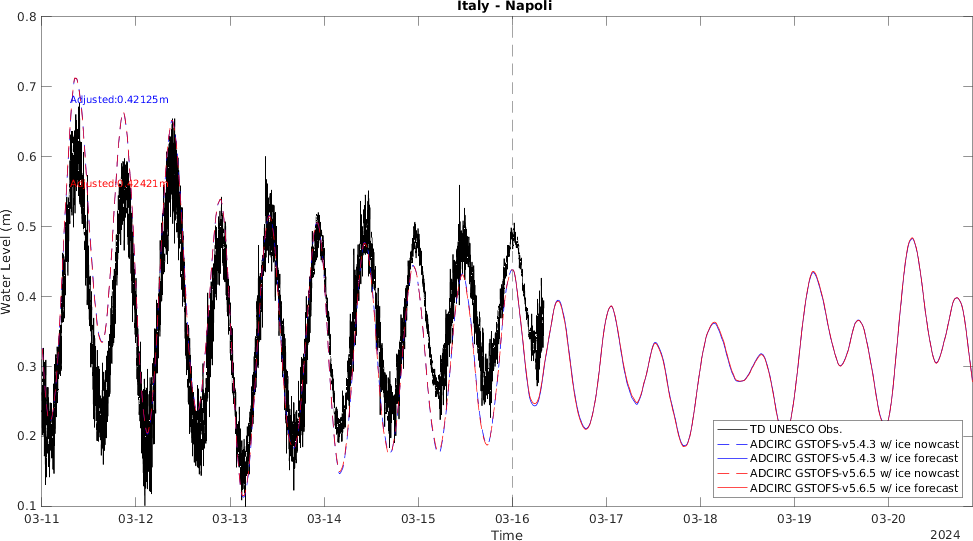 Italy - Napoli
0.8
0.7
0.6
0.5
0.4
0.3
0.2
0.1
Water Level (m)
Adjusted:0.42125m
Adjusted:0.42421m
TD UNESCO Obs.
ADCIRC GSTOFS-v5.4.3 w/ ice nowcast
ADCIRC GSTOFS-v5.4.3 w/ ice forecast
ADCIRC GSTOFS-v5.6.5 w/ ice nowcast
ADCIRC GSTOFS-v5.6.5 w/ ice forecast
03-11 03-12 03-13 03-14 03-15 03-16 03-17 03-18 03-19 03-20
Time
2024